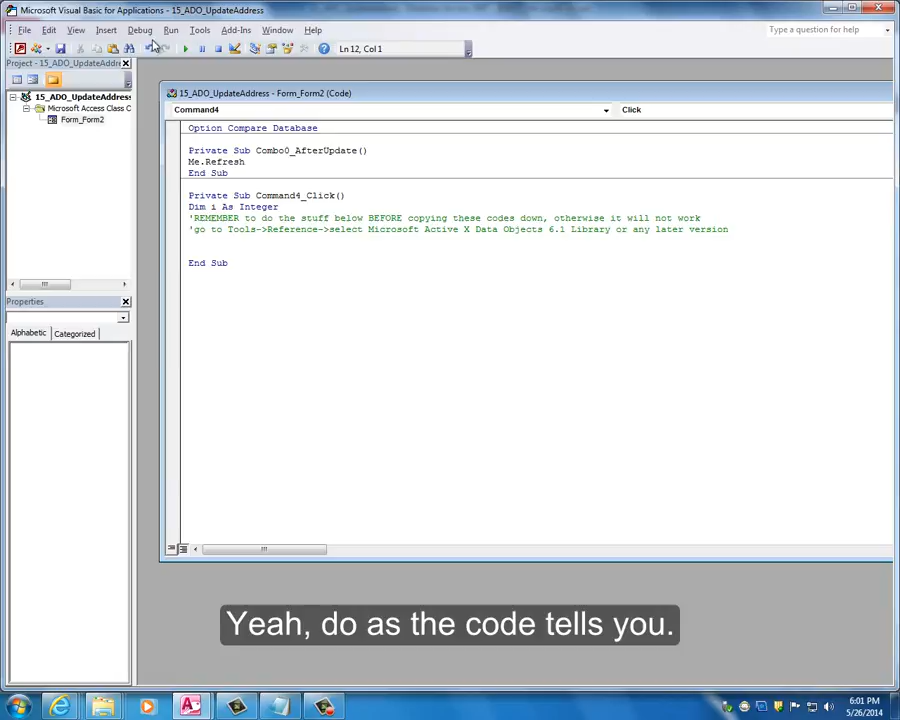 Microsoft Visual Basic for Applications - 15_ADO_UpdateAddress
File Edit View Insert Debug Run Tools Add-Ins Window Help
Type a question for help
Ln 12, Col 1
Project - 15_ADO_UpdateAddre
15_ADO_UpdateAddress
Microsoft Access Class O
Form_Form2
15_ADO_UpdateAddress - Form_Form2 (Code)
Command4 Click
Option Compare Database
Private Sub Combo0_AfterUpdate()
Me.Refresh
End Sub
Private Sub Command4_Click()
Dim i As Integer
'REMEMBER to do the stuff below BEFORE copying these codes down, otherwise it will not work
'go to Tools->Reference->select Microsoft Active X Data Objects 6.1 Library or any later version
End Sub
Properties
Alphabetic Categorized
Yeah, do as the code tells you.
6:01 PM
5/26/2014